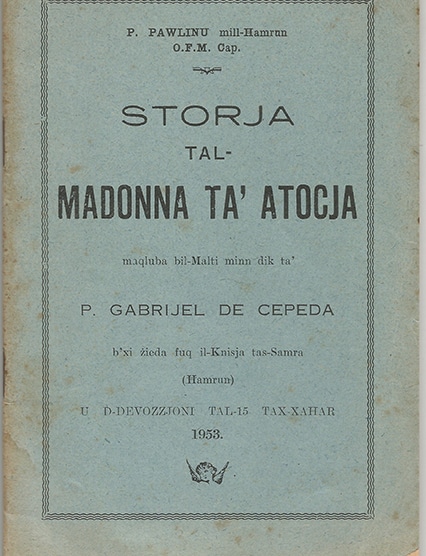 P. PAWLINU mill-Hamrun
O.F.M. Cap.
STORJA
TAL-
MADONNA TA' ATOCJA
maqluba bil-Malti minn dik ta'
P. GABRIJEL DE CEPEDA
b'xi żieda fuq il-Knisja tas-Samra
(Hamrun)
U D-DEVOZZJONI TAL-15 TAX-XAHAR
1953.